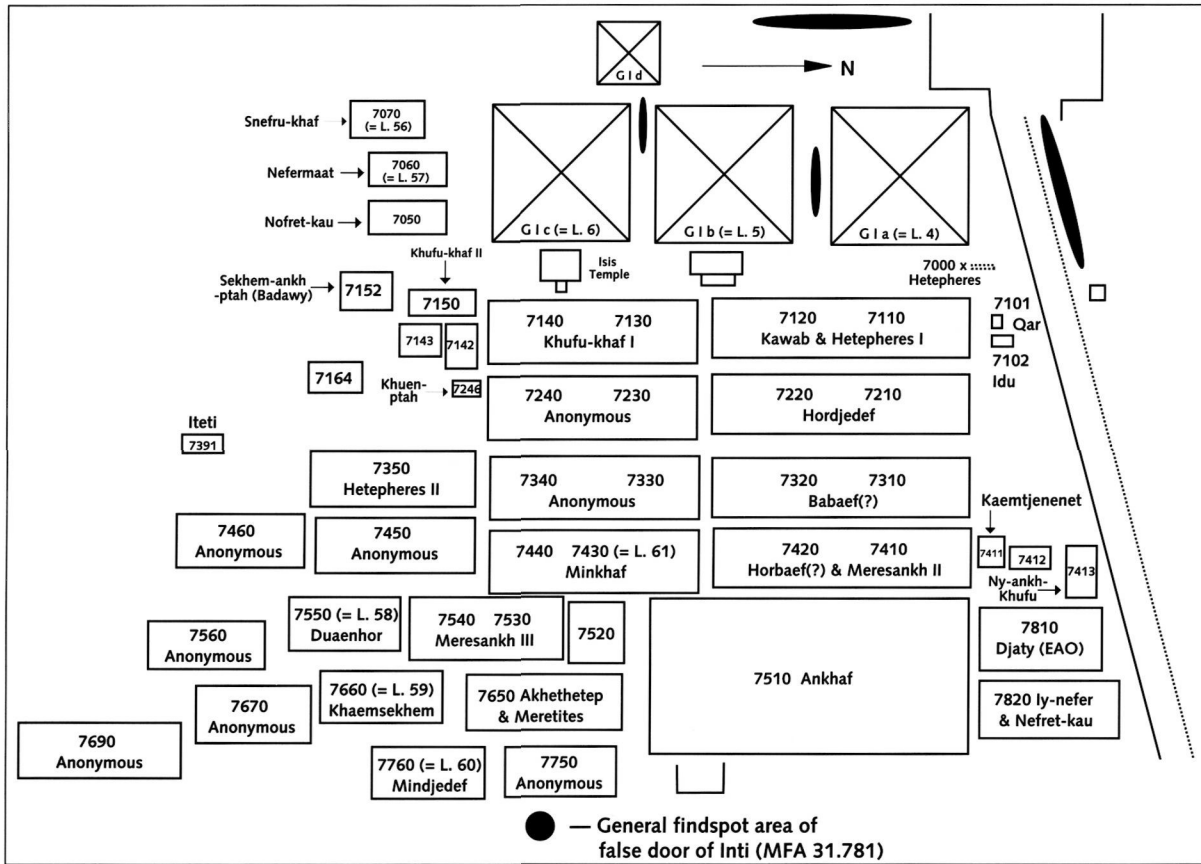 G I d
N
Snefru-khaf
7070
(= L. 56)
Nefermaat
7060
(= L. 57)
Nofret-kau
7050
G I c (= L. 6)
G I b (= L. 5)
G I a (= L. 4)
Khufu-khaf II
Isis
Temple
7000 x
Hetepheres
Sekhem-ankh
-ptah (Badawy)
7152
7150
7143
7142
7140 7130
Khufu-khaf I
7120 7110
Kawab & Hetepheres I
7101
Qar
7102
Idu
7164
Khuen-
ptah
7246
7240 7230
Anonymous
7220 7210
Hordjedef
Iteti
7391
7350
Hetepheres II
7340 7330
Anonymous
7320 7310
Babaef(?)
Kaemtjenenet
7460
Anonymous
7450
Anonymous
7440 7430 (= L. 61)
Minkhaf
7420 7410
Horbaef(?) & Meresankh II
7411
7412
7413
Ny-ankh-
Khufu
7560
Anonymous
7550 (= L. 58)
Duaenhor
7540 7530
Meresankh III
7520
7510 Ankhaf
7810
Djaty (EAO)
7670
Anonymous
7660 (= L. 59)
Khaemsekhem
7650 Akhethetep
& Meretites
7820 Iy-nefer
& Nefret-kau
7690
Anonymous
7760 (= L. 60)
Mindjedef
7750
Anonymous
— General findspot area of
false door of Inti (MFA 31.781)